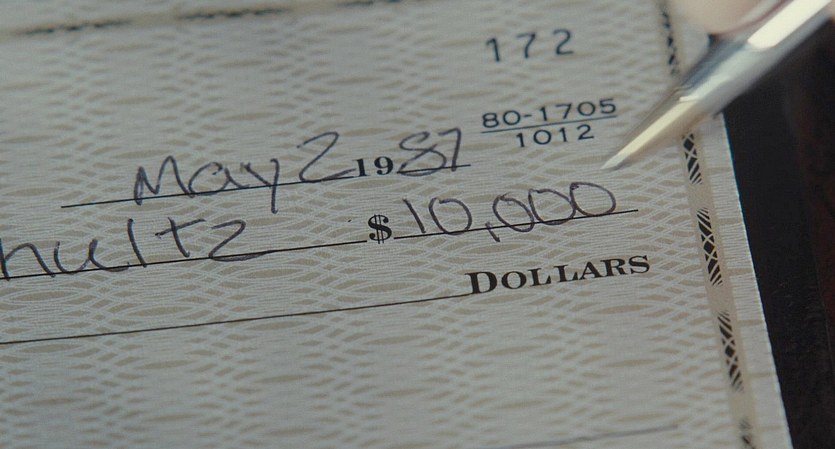 172
80-1705
1012
May 2 1987
hultz $10,000
DOLLARS